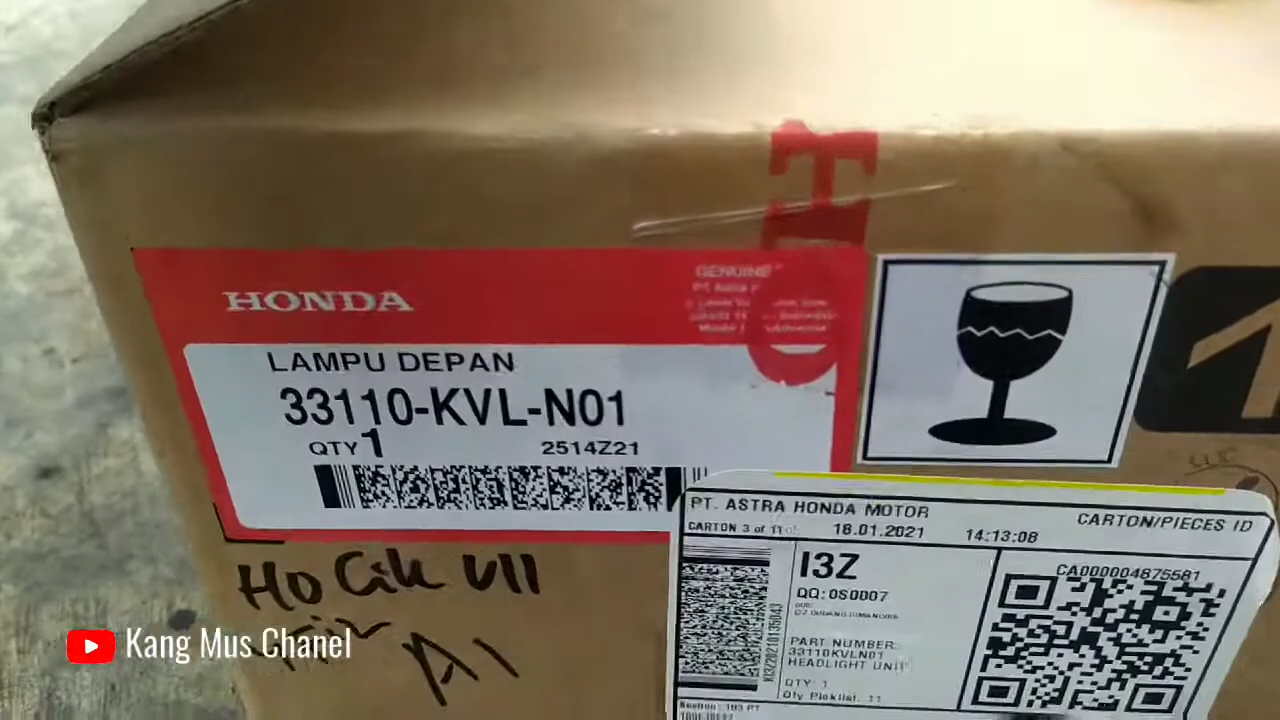 HONDA
GENUINE
LAMPU DEPAN
33110-KVL-N01
QTY 1 2514Z21
PT. ASTRA HONDA MOTOR
CARTON 3 of 11 18.01.2021 14:13:08
CARTON/PIECES ID
I3Z
CA000004875581
QQ: 0S0007
PART NUMBER:
33110KVLN01
HEADLIGHT UNIT
QTY: 1
Qty Picklist: 11
Ho Cik VII
A1
Kang Mus Chanel